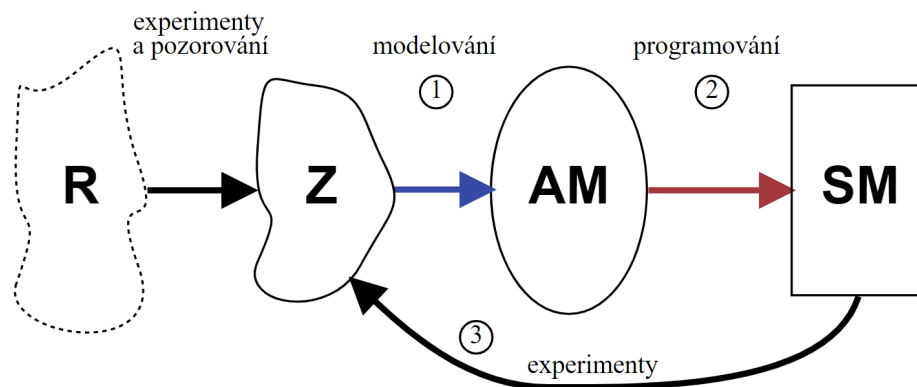 experimenty
a pozorování
modelování
1
programování
2
R
Z
AM
SM
3
experimenty